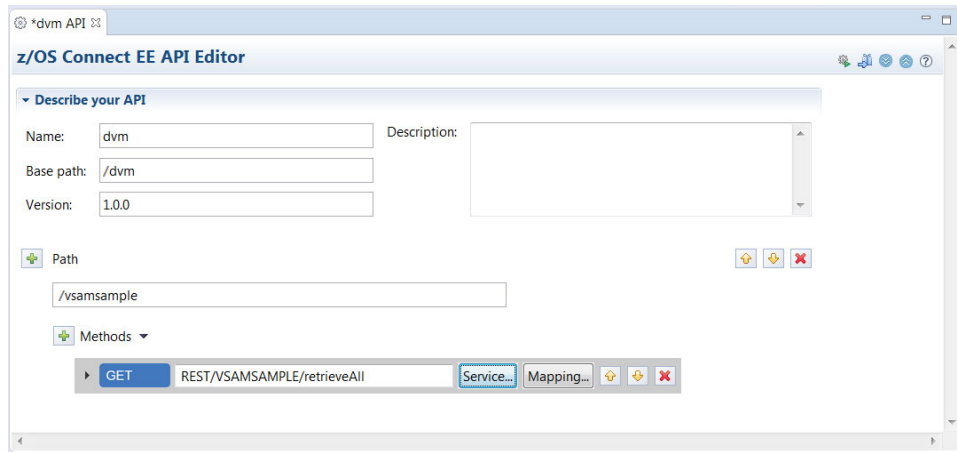 *dvm API
z/OS Connect EE API Editor
Describe your API
Name: dvm Description:
Base path: /dvm
Version: 1.0.0
Path
/vsamsample
Methods
GET REST/VSAMSAMPLE/retrieveAll Service... Mapping...